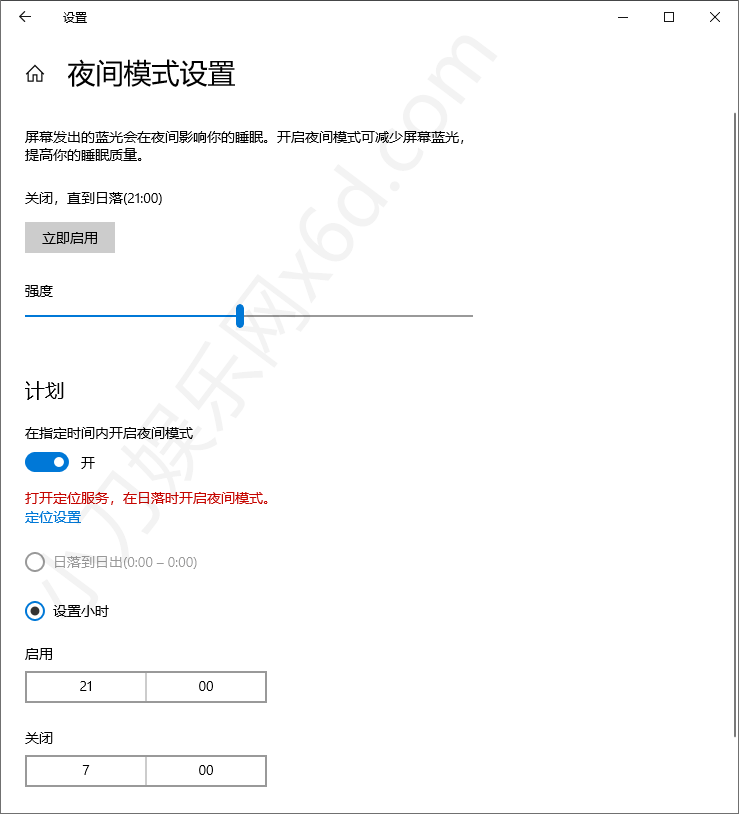 设置
夜间模式设置
屏幕发出的蓝光会在夜间影响你的睡眠。开启夜间模式可减少屏幕蓝光，
提高你的睡眠质量。
关闭，直到日落(21:00)
立即启用
强度
计划
在指定时间内开启夜间模式
开
打开定位服务，在日落时开启夜间模式。
定位设置
日落到日出(0:00 – 0:00)
设置小时
启用
21 00
关闭
7 00
小刀娱乐网x6d.com